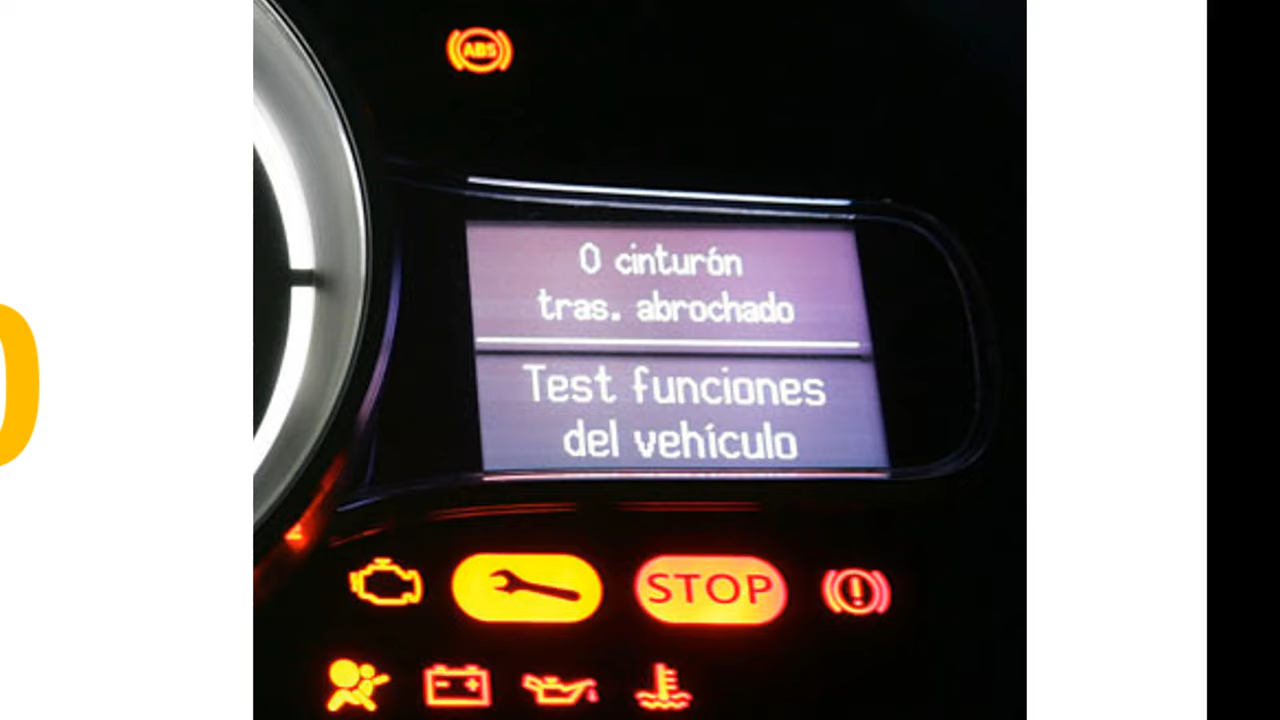 ABS
0 cinturón
tras. abrochado
Test funciones
del vehículo
STOP